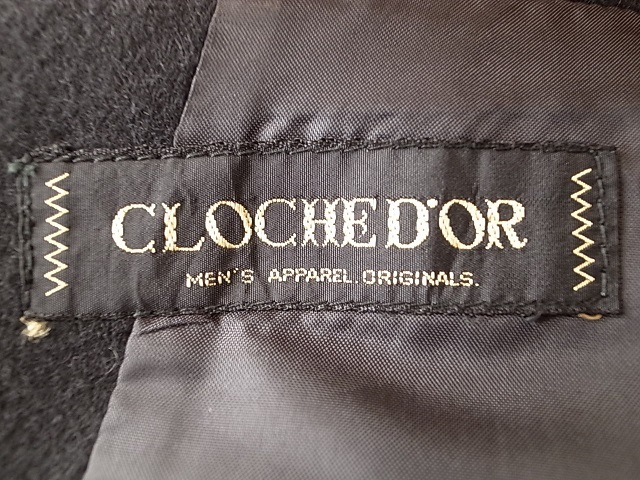 CLOCHED'OR
MEN'S APPAREL.ORIGINALS.